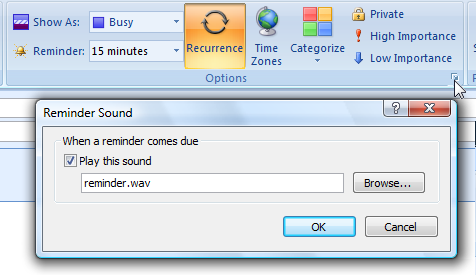 Show As: Busy
Reminder: 15 minutes
Recurrence
Time Zones
Categorize
Private
High Importance
Low Importance
Options
Reminder Sound
When a reminder comes due
Play this sound
reminder.wav
Browse...
OK
Cancel